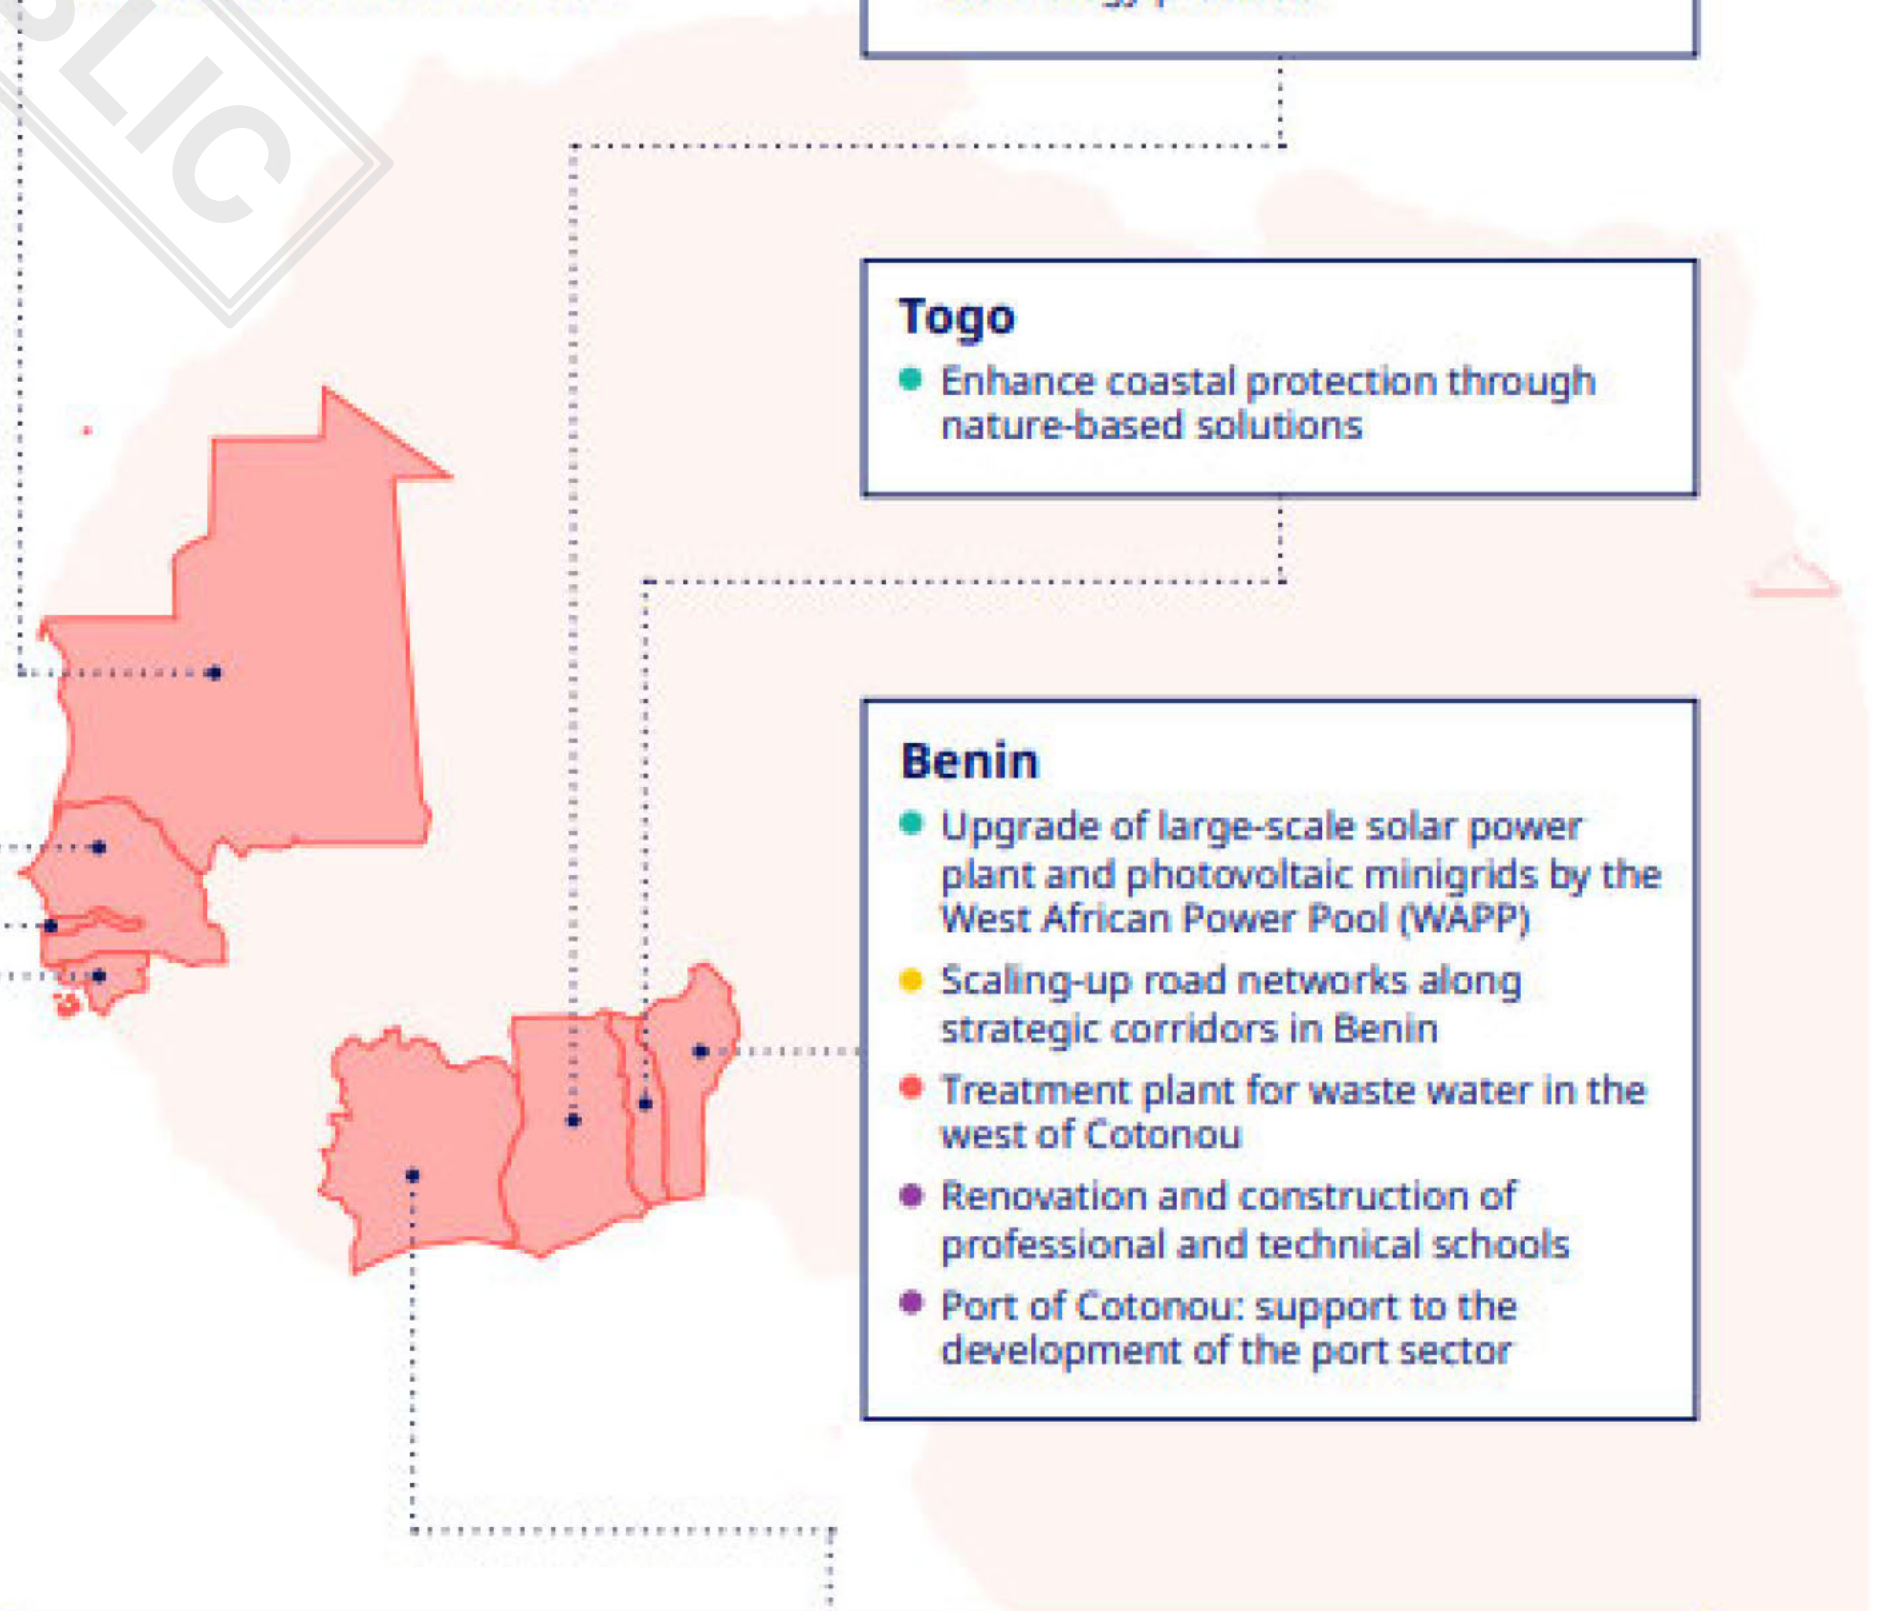 LIC
Togo
Enhance coastal protection through
nature-based solutions
Benin
Upgrade of large-scale solar power
plant and photovoltaic minigrids by the
West African Power Pool (WAPP)
Scaling-up road networks along
strategic corridors in Benin
Treatment plant for waste water in the
west of Cotonou
Renovation and construction of
professional and technical schools
Port of Cotonou: support to the
development of the port sector